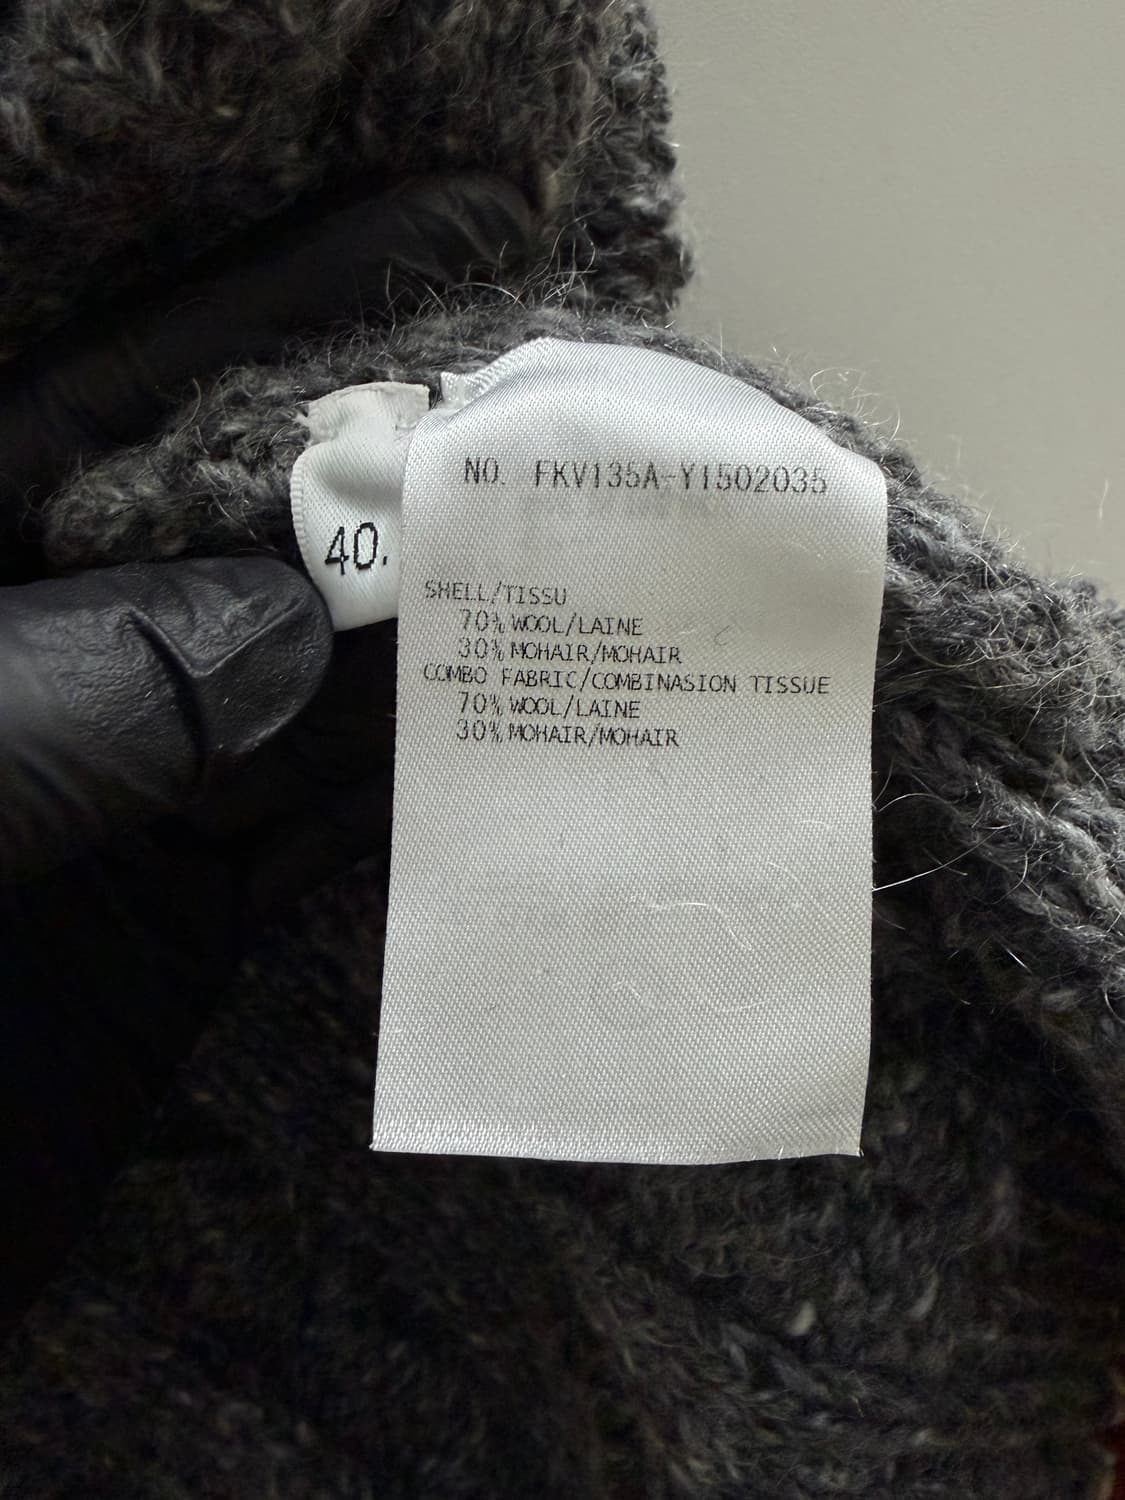 NO. FKV135A-Y1502035
40.
SHELL/TISSU
70% WOOL/LAINE
30% MOHAIR/MOHAIR
COMBO FABRIC/COMBINASION TISSUE
70% WOOL/LAINE
30% MOHAIR/MOHAIR